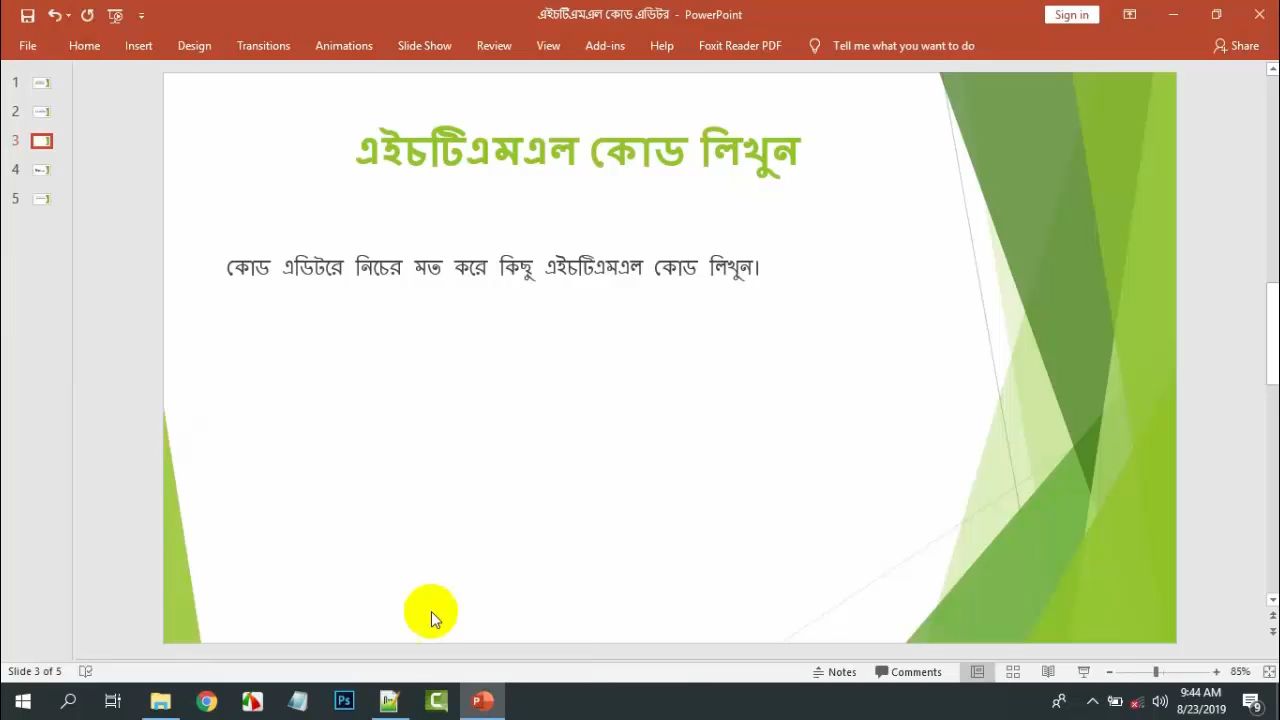 এইচটিএমএল কোড এডিটর - PowerPoint
Sign in
File Home Insert Design Transitions Animations Slide Show Review View Add-ins Help Foxit Reader PDF Tell me what you want to do Share
1
2
3
4
5
এইচটিএমএল কোড লিখুন
কোড এডিটরে নিচের মত করে কিছু এইচটিএমএল কোড লিখুন।
Slide 3 of 5 Notes Comments 85%
9:44 AM
8/23/2019